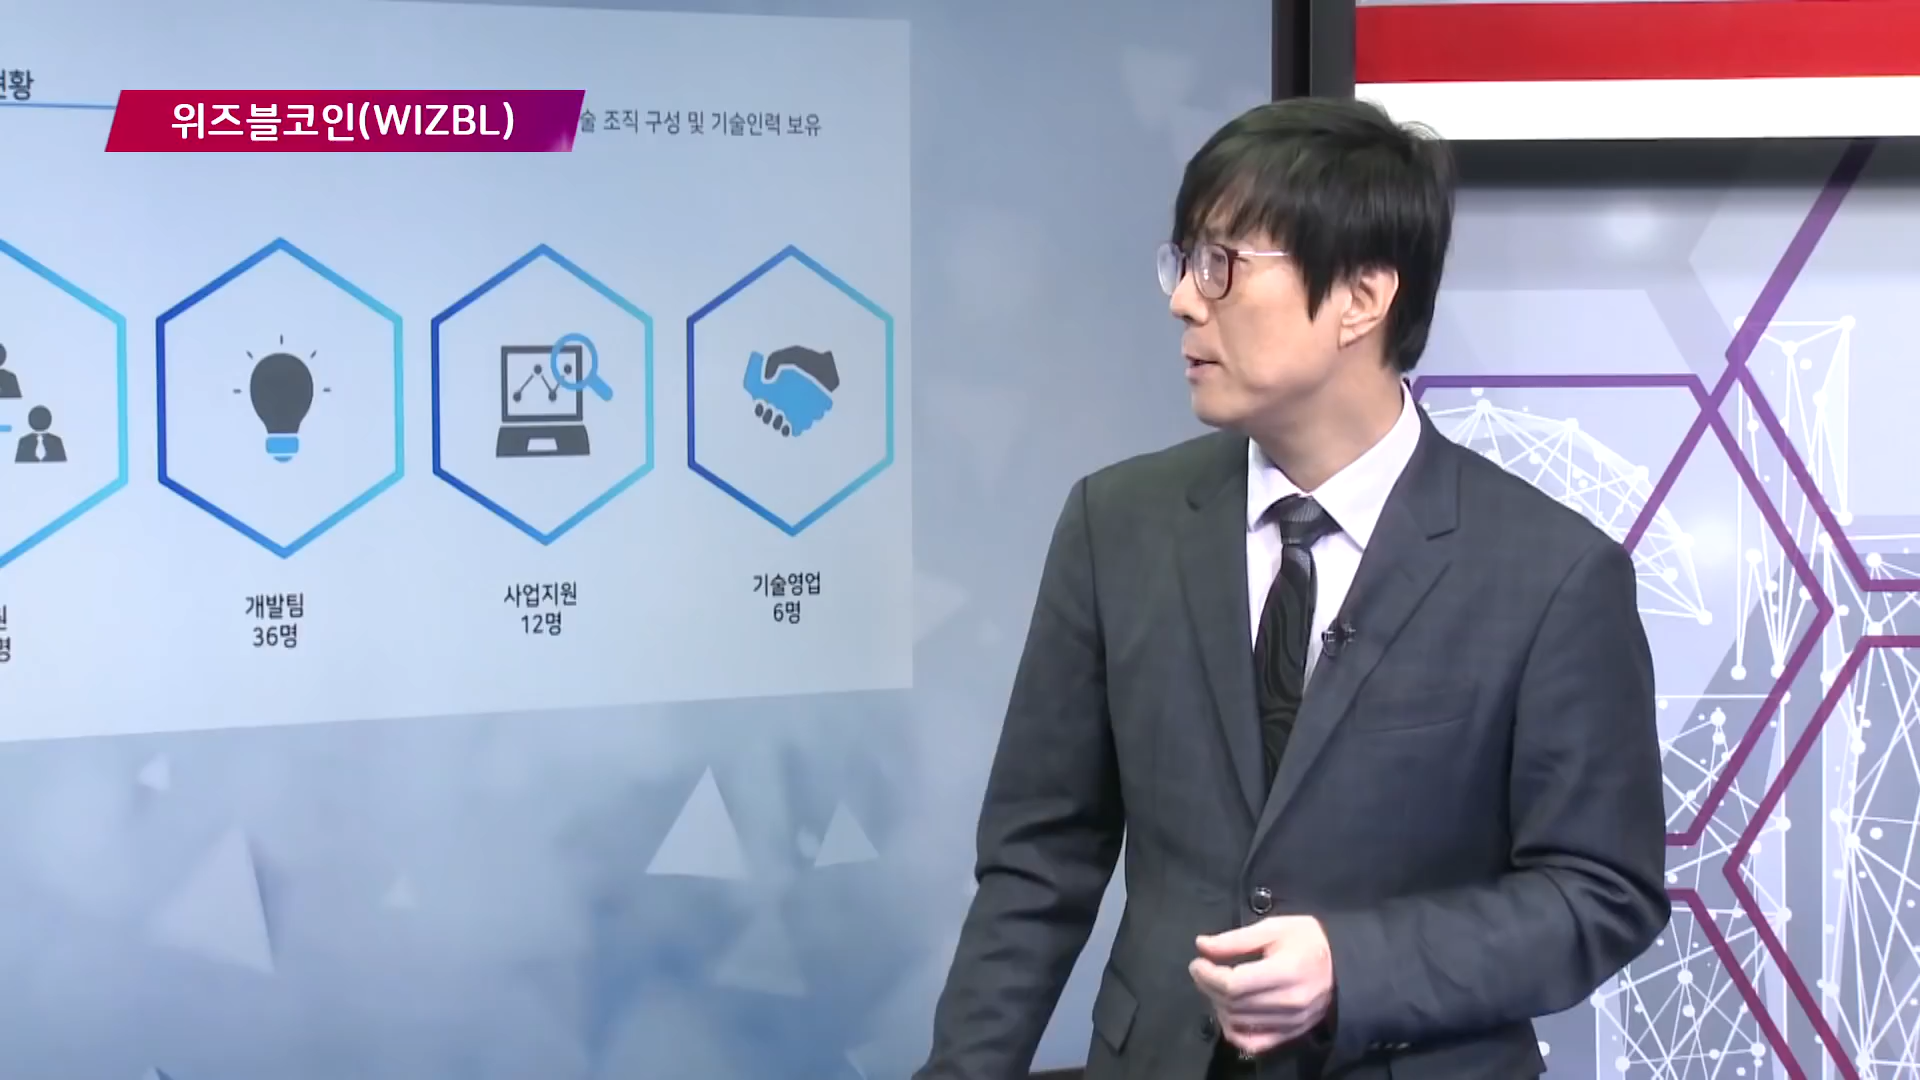 현황
위즈블코인(WIZBL)
술 조직 구성 및 기술인력 보유
개발팀
36명
사업지원
12명
기술영업
6명